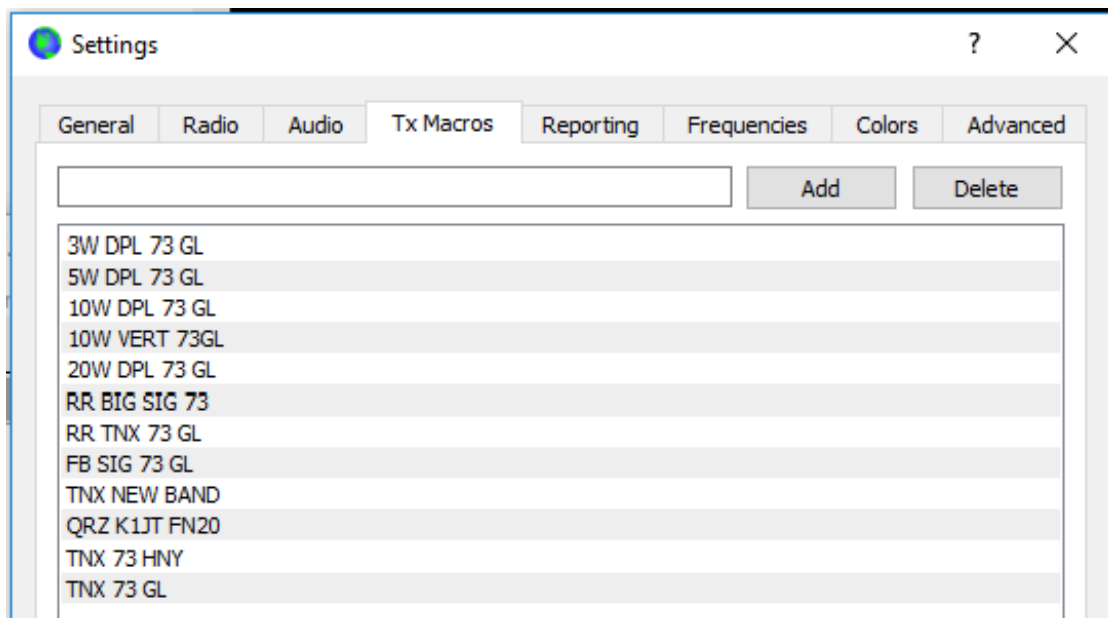 Settings ?
General Radio Audio Tx Macros Reporting Frequencies Colors Advanced
Add Delete
3W DPL 73 GL
5W DPL 73 GL
10W DPL 73 GL
10W VERT 73GL
20W DPL 73 GL
RR BIG SIG 73
RR TNX 73 GL
FB SIG 73 GL
TNX NEW BAND
QRZ K1JT FN20
TNX 73 HNY
TNX 73 GL